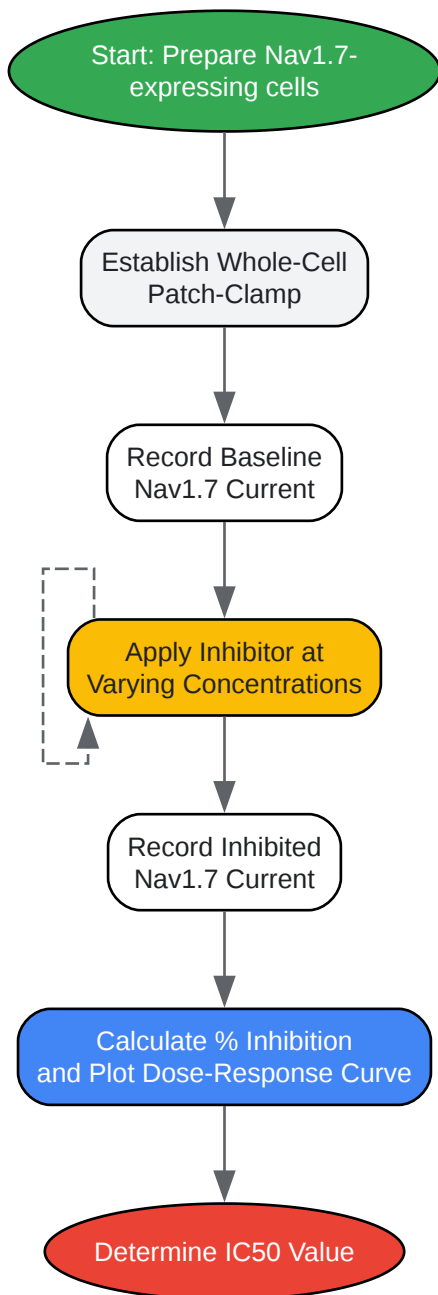 Start: Prepare Nav1.7-
expressing cells
Establish Whole-Cell
Patch-Clamp
Record Baseline
Nav1.7 Current
Apply Inhibitor at
Varying Concentrations
Record Inhibited
Nav1.7 Current
Calculate % Inhibition
and Plot Dose-Response Curve
Determine IC50 Value